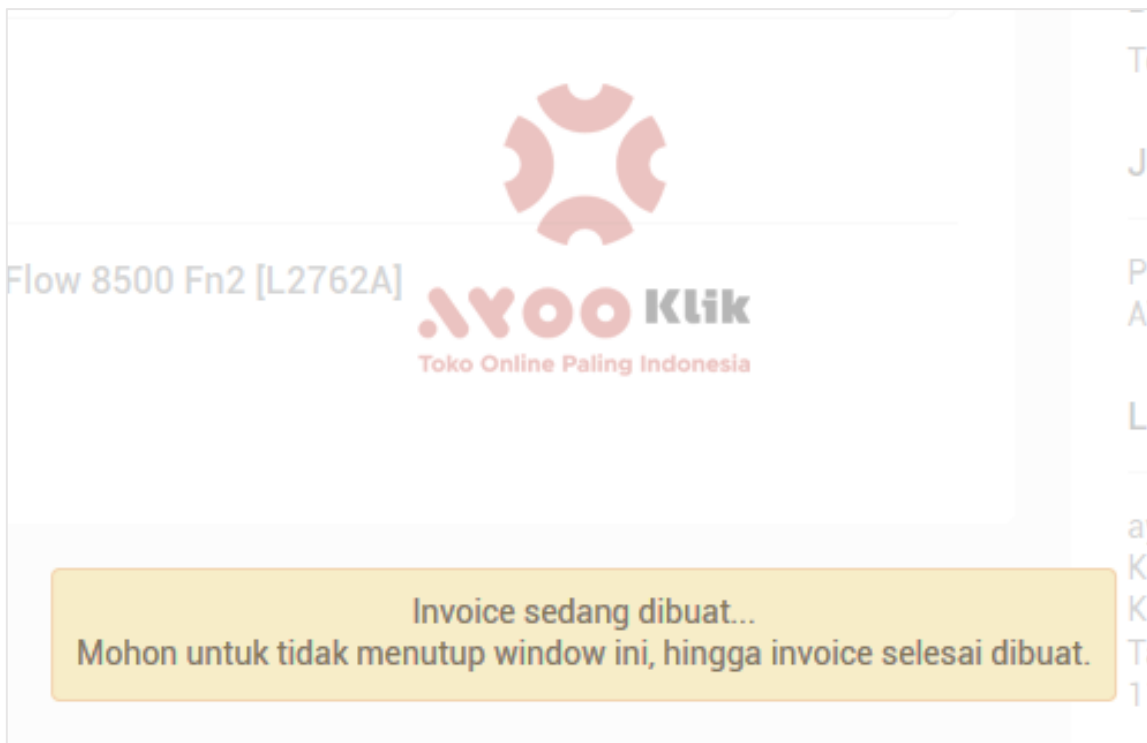 Flow 8500 Fn2 [L2762A]
AYOO Klik
Toko Online Paling Indonesia
Invoice sedang dibuat...
Mohon untuk tidak menutup window ini, hingga invoice selesai dibuat.